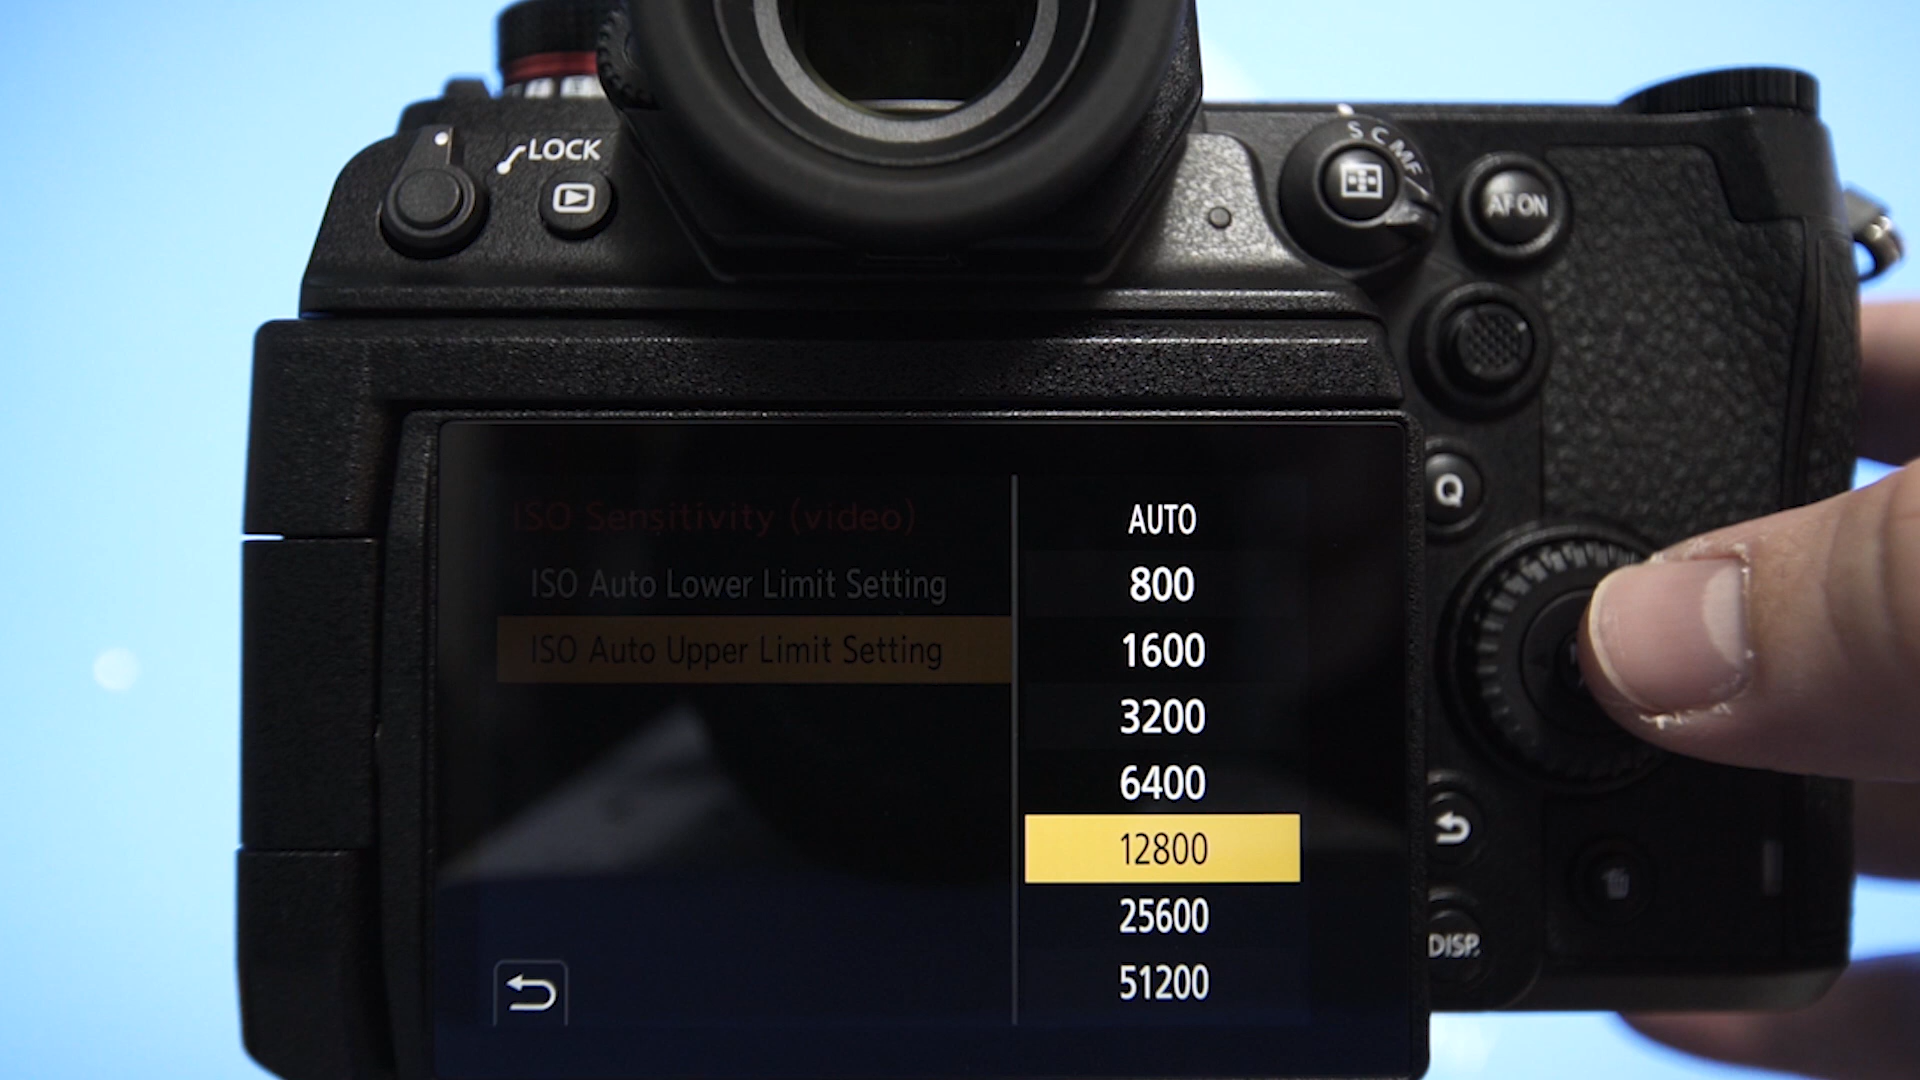 LOCK
S C MF
AF ON
Q
ISO Sensitivity (video)
ISO Auto Lower Limit Setting
ISO Auto Upper Limit Setting
AUTO
800
1600
3200
6400
12800
25600
51200
DISP.